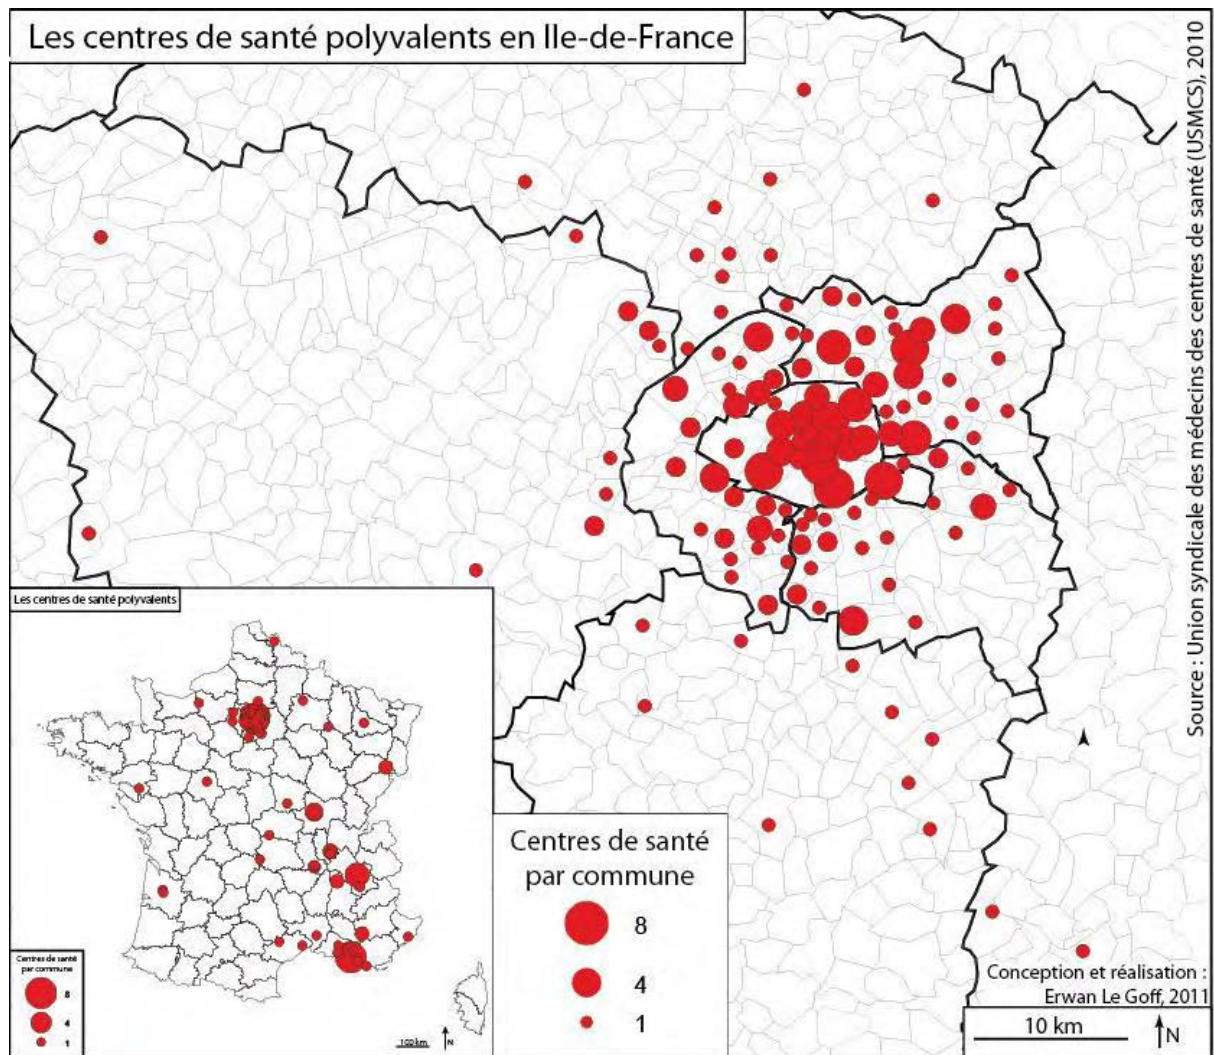 Les centres de santé polyvalents en Ile-de-France
Source : Union syndicale des médecins des centres de santé (USMCS), 2010
Les centres de santé polyvalents
Centres de santé
par commune
8
4
1
100 km
N
Centres de santé
par commune
8
4
1
Conception et réalisation :
Erwan Le Goff, 2011
10 km
N